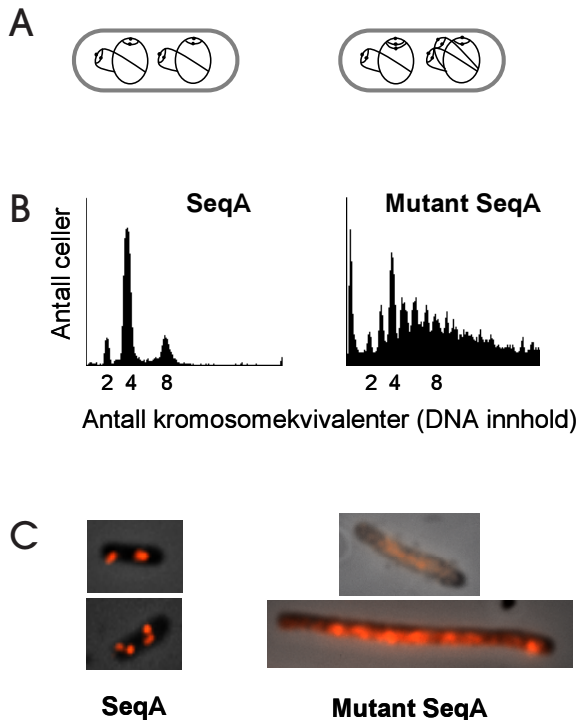 A
B
SeqA
Mutant SeqA
Antall celler
2 4 8
2 4 8
Antall kromosomekvivalenter (DNA innhold)
C
SeqA
Mutant SeqA